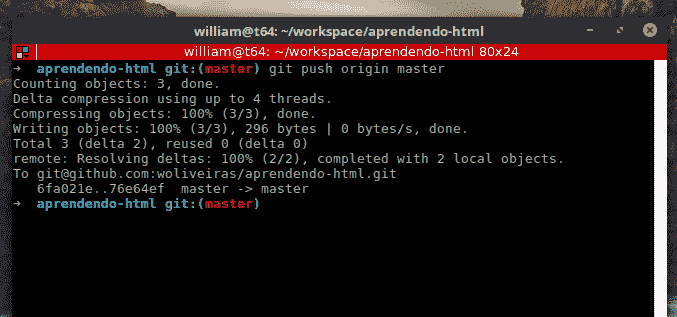 william@t64: ~/workspace/aprendendo-html
william@t64: ~/workspace/aprendendo-html 80x24
➜  aprendendo-html git:(master) git push origin master
Counting objects: 3, done.
Delta compression using up to 4 threads.
Compressing objects: 100% (3/3), done.
Writing objects: 100% (3/3), 296 bytes | 0 bytes/s, done.
Total 3 (delta 2), reused 0 (delta 0)
remote: Resolving deltas: 100% (2/2), completed with 2 local objects.
To git@github.com:woliveiras/aprendendo-html.git
   6fa021e..76e64ef  master -> master
➜  aprendendo-html git:(master)